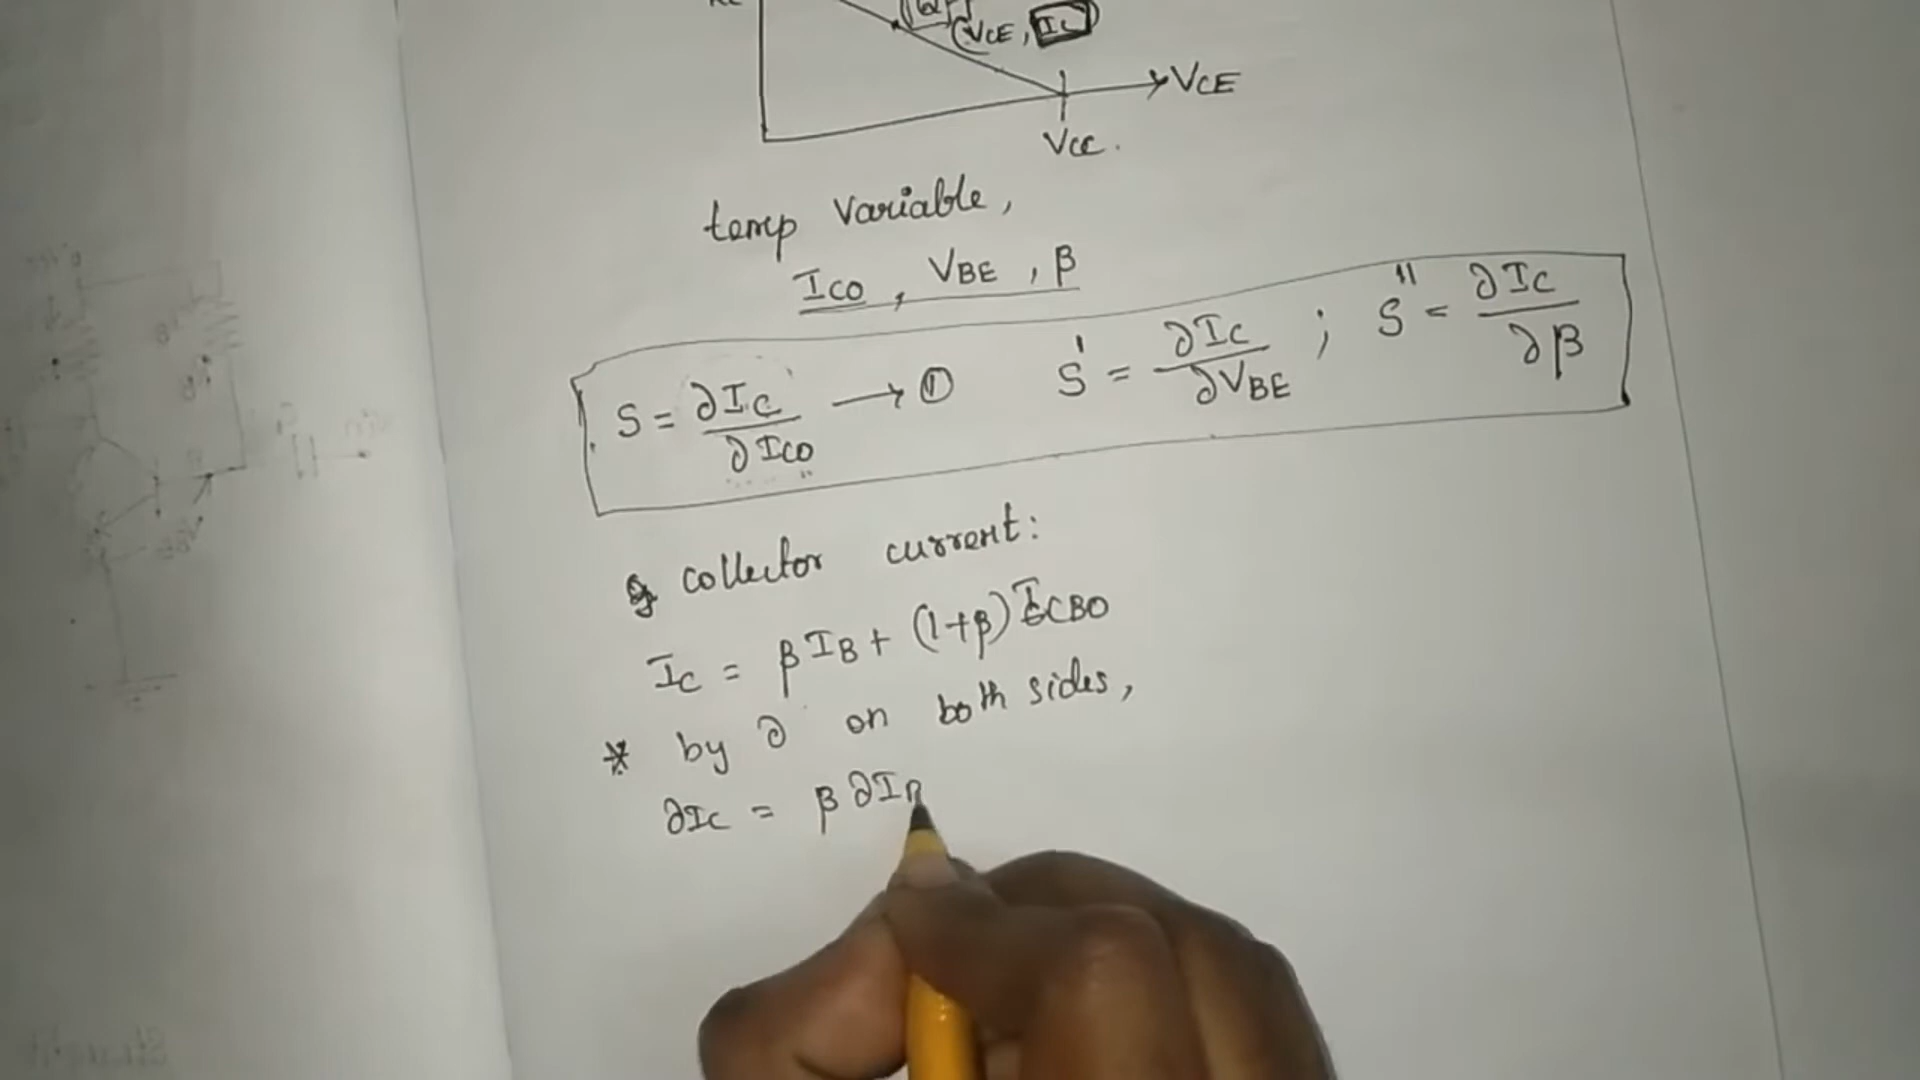 (VCE, IC)
VCE
VCC.
temp variable,
ICO, VBE, β
S = ∂IC/∂ICO → ① S' = ∂IC/∂VBE ; S'' = ∂IC/∂β
collector current:
IC = βIB + (1+β)ICBO
* by ∂ on both sides,
∂IC = β ∂IB